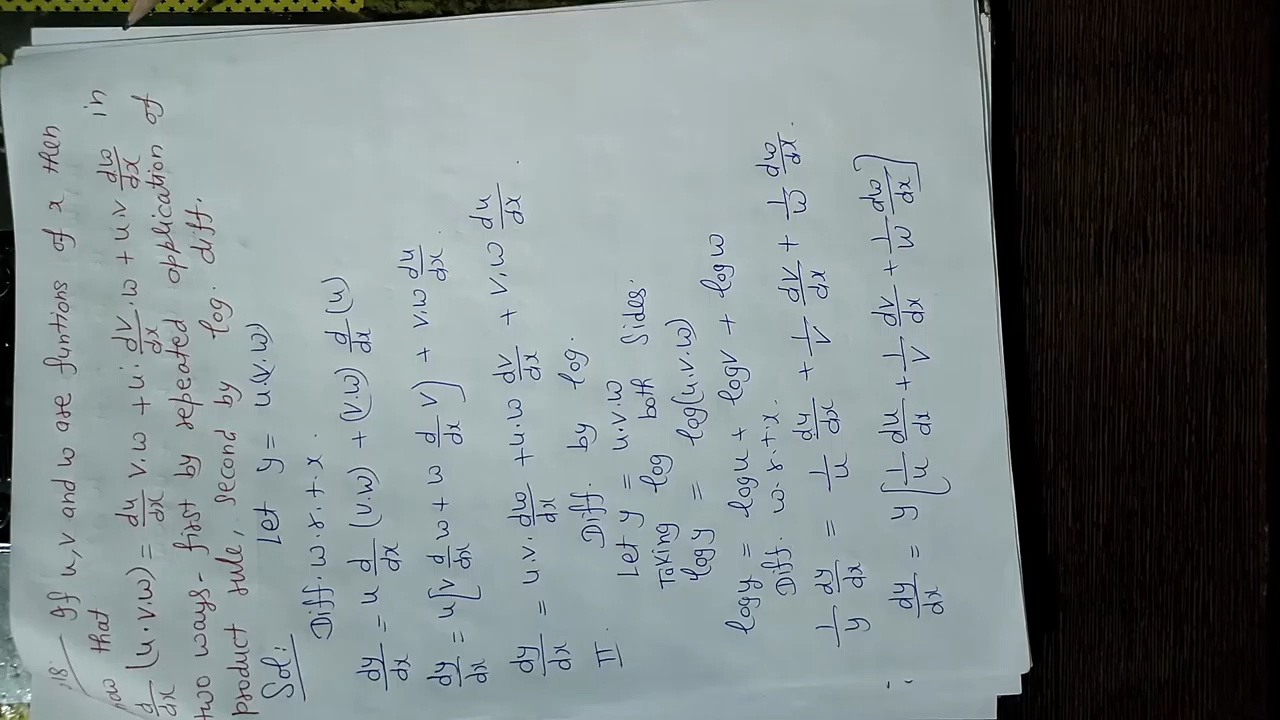 18. If u,v and w are funtions of x then
that
d/dx (u.v.w) = du/dx v.w + u. dv/dx .w + u.v dw/dx in
two ways - first by repeated application of
product rule, second by log. diff.
Sol: Let y = u.(v.w)
Diff. w.r.t.x.
dy/dx = u d/dx (v.w) + (v.w) d/dx (u)
dy/dx = u[v d/dx w + w d/dx v] + v.w du/dx.
dy/dx = u.v. dw/dx + u.w dv/dx + v.w du/dx.
II. Diff. by log.
Let y = u.v.w
Taking log both Sides.
log y = log(u.v.w)
log y = log u + log v + log w
Diff. w.r.t.x.
1/y dy/dx = 1/u dy/dx + 1/v dv/dx + 1/w dw/dx.
dy/dx = y [1/u du/dx + 1/v dv/dx + 1/w dw/dx]